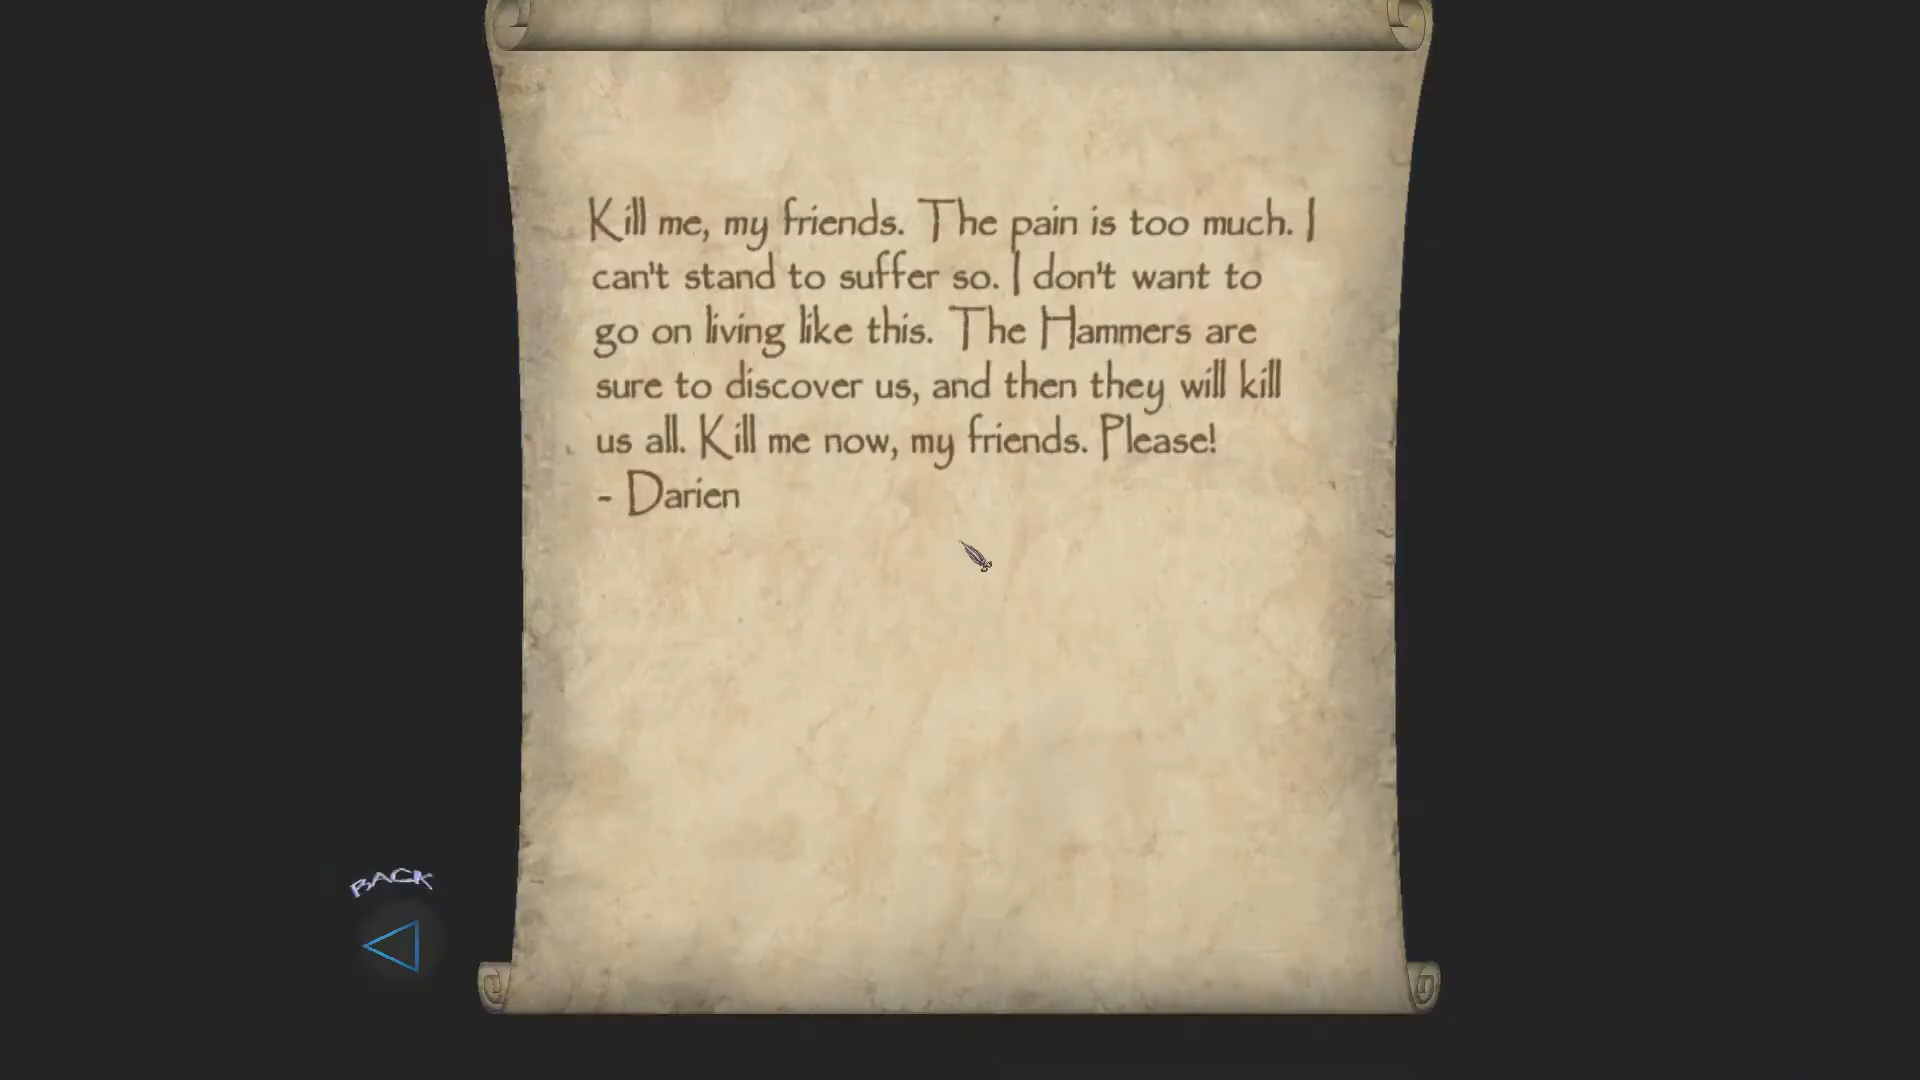 Kill me, my friends. The pain is too much. I
can't stand to suffer so. I don't want to
go on living like this. The Hammers are
sure to discover us, and then they will kill
us all. Kill me now, my friends. Please!
- Darien
BACK